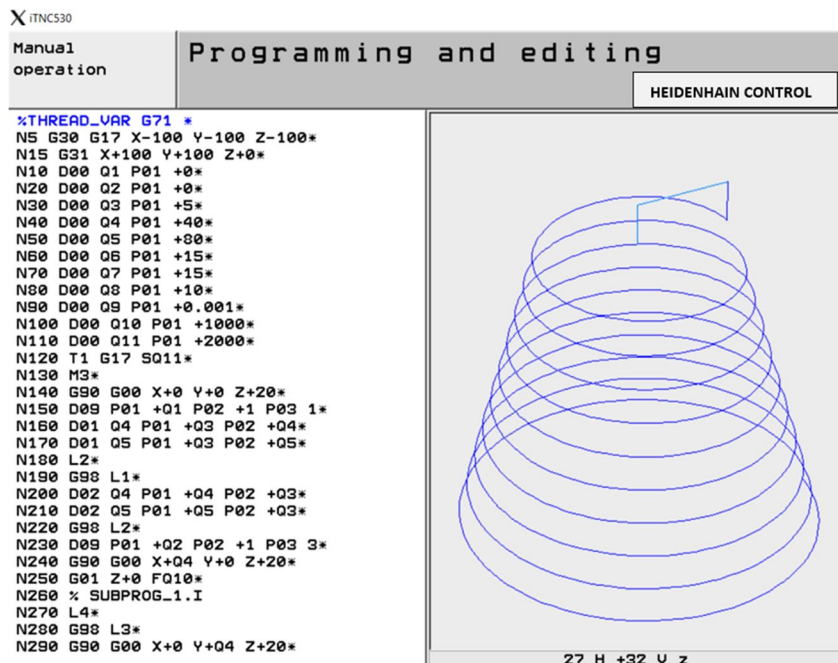 iTNC530
Manual
operation
Programming and editing
HEIDENHAIN CONTROL
%THREAD_VAR G71 *
N5 G30 G17 X-100 Y-100 Z-100*
N15 G31 X+100 Y+100 Z+0*
N10 D00 Q1 P01 +0*
N20 D00 Q2 P01 +0*
N30 D00 Q3 P01 +5*
N40 D00 Q4 P01 +40*
N50 D00 Q5 P01 +80*
N60 D00 Q6 P01 +15*
N70 D00 Q7 P01 +15*
N80 D00 Q8 P01 +10*
N90 D00 Q9 P01 +0.001*
N100 D00 Q10 P01 +1000*
N110 D00 Q11 P01 +2000*
N120 T1 G17 SQ11*
N130 M3*
N140 G90 G00 X+0 Y+0 Z+20*
N150 D09 P01 +Q1 P02 +1 P03 1*
N160 D01 Q4 P01 +Q3 P02 +Q4*
N170 D01 Q5 P01 +Q3 P02 +Q5*
N180 L2*
N190 G98 L1*
N200 D02 Q4 P01 +Q4 P02 +Q3*
N210 D02 Q5 P01 +Q5 P02 +Q3*
N220 G98 L2*
N230 D09 P01 +Q2 P02 +1 P03 3*
N240 G90 G00 X+Q4 Y+0 Z+20*
N250 G01 Z+0 FQ10*
N260 % SUBPROG_1.I
N270 L4*
N280 G98 L3*
N290 G90 G00 X+0 Y+Q4 Z+20*
27 H +32 V z